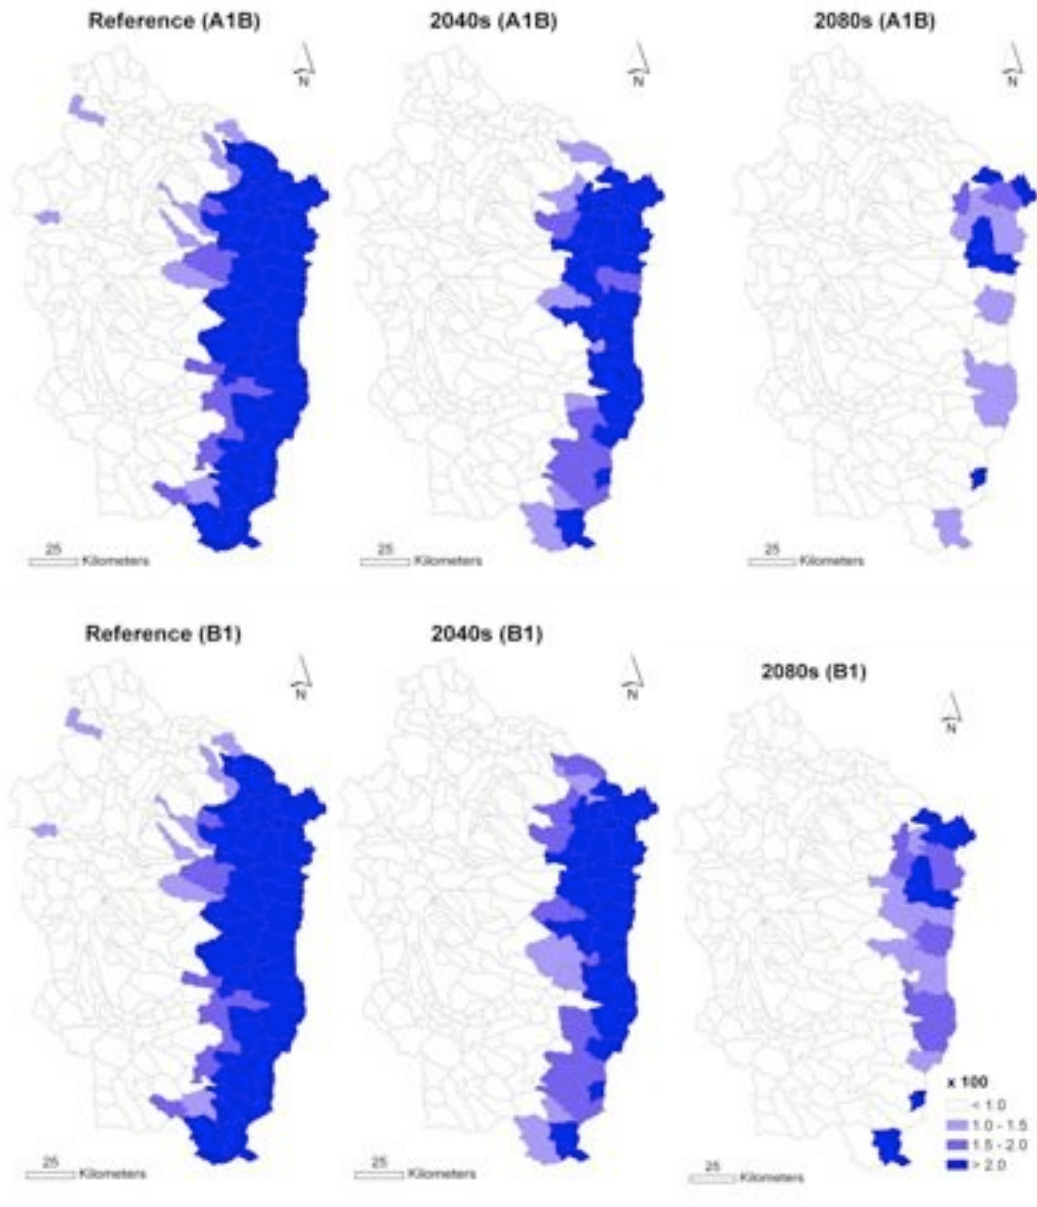 Reference (A1B)
2040s (A1B)
2080s (A1B)
N
N
N
25
Kilometers
25
Kilometers
25
Kilometers
Reference (B1)
2040s (B1)
2080s (B1)
N
N
N
x 100
< 1.0
1.0 - 1.5
1.5 - 2.0
> 2.0
25
Kilometers
25
Kilometers
25
Kilometers